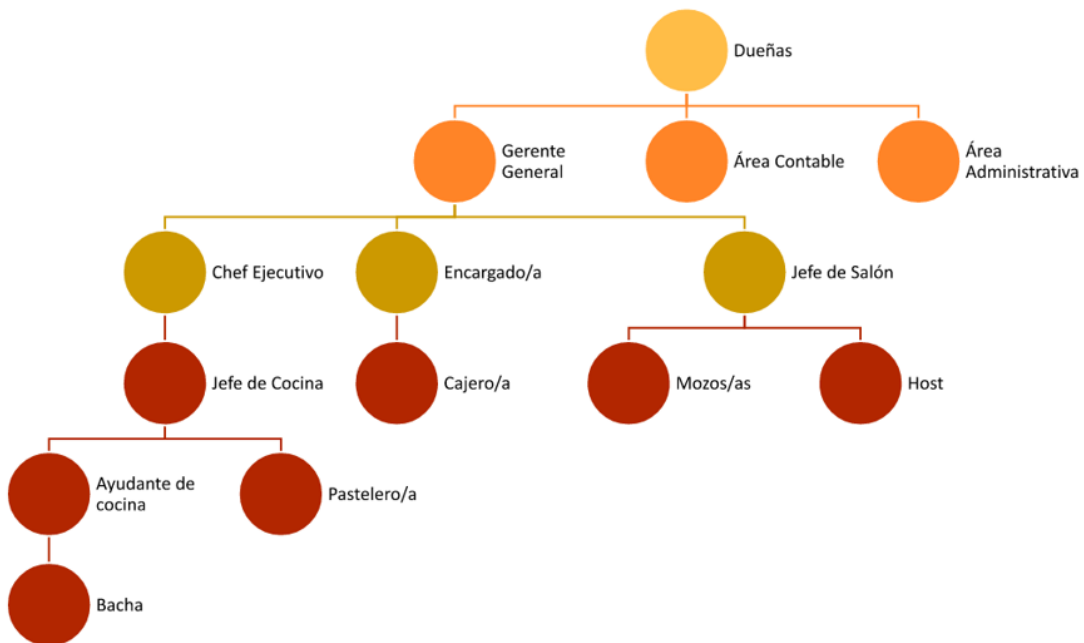 Dueñas
Gerente
General
Área Contable
Área
Administrativa
Chef Ejecutivo
Encargado/a
Jefe de Salón
Jefe de Cocina
Cajero/a
Mozos/as
Host
Ayudante de
cocina
Pastelero/a
Bacha